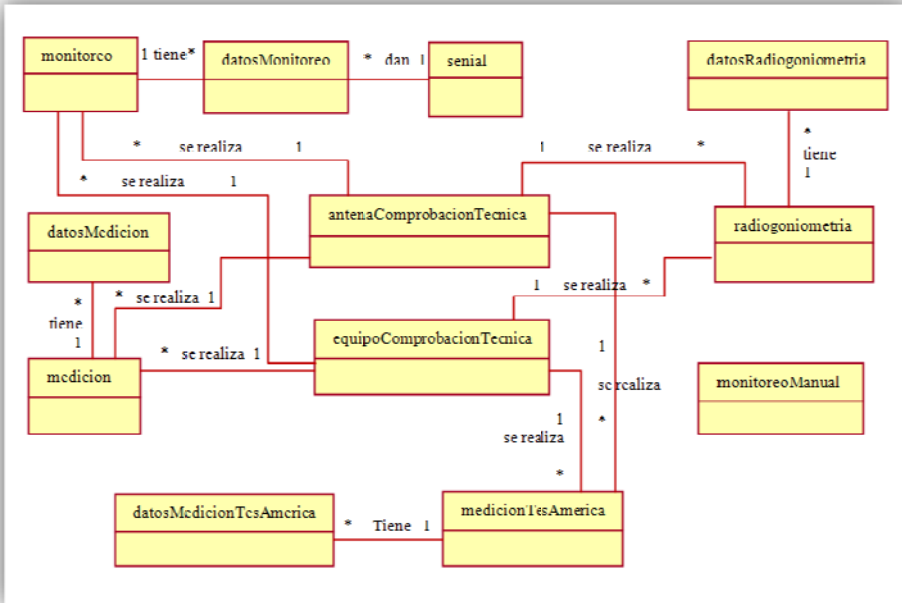 monitoreo
1 tiene*
datosMonitoreo
* dan 1
senial
datosRadiogoniometria
* se realiza 1
1 se realiza *
*
tiene
1
* se realiza 1
antenaComprobacionTecnica
radiogoniometria
datosMedicion
* se realiza 1
1 se realiza *
*
tiene
1
equipoComprobacionTecnica
* se realiza 1
1
se realiza
*
medicion
monitoreoManual
1
se realiza
*
datosMedicionTesAmerica
* Tiene 1
medicionTesAmerica